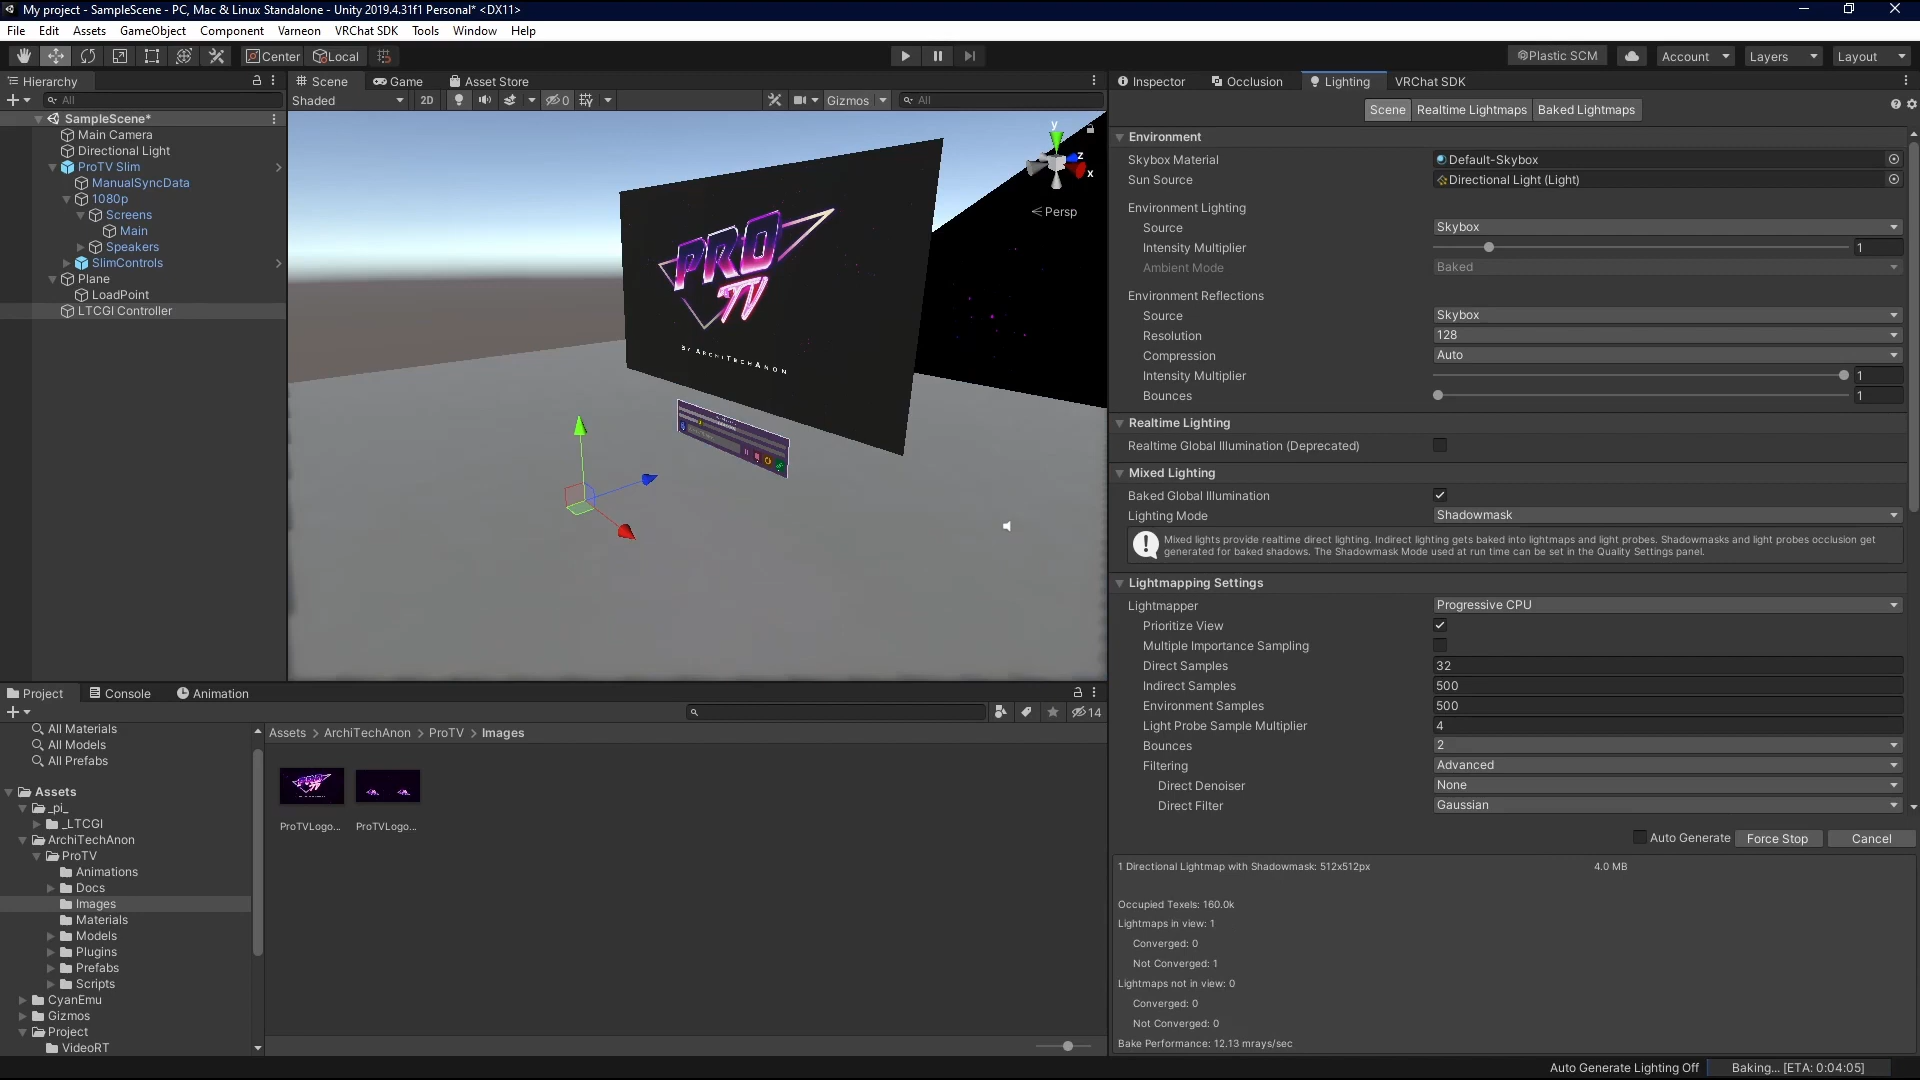 My project - SampleScene - PC, Mac & Linux Standalone - Unity 2019.4.31f1 Personal* <DX11>
File Edit Assets GameObject Component Varneon VRChat SDK Tools Window Help
Center Local
Plastic SCM Account Layers Layout
Hierarchy
All
SampleScene*
Main Camera
Directional Light
ProTV Slim
ManualSyncData
1080p
Screens
Main
Speakers
SlimControls
Plane
LoadPoint
LTCGI Controller
Scene Game Asset Store
Shaded 2D 0 Gizmos All
y
z
x
Persp
PRO
TV
BY ARCHITECHANON
Inspector Occlusion Lighting VRChat SDK
Scene Realtime Lightmaps Baked Lightmaps
Environment
Skybox Material Default-Skybox
Sun Source Directional Light (Light)
Environment Lighting
Source Skybox
Intensity Multiplier 1
Ambient Mode Baked
Environment Reflections
Source Skybox
Resolution 128
Compression Auto
Intensity Multiplier 1
Bounces 1
Realtime Lighting
Realtime Global Illumination (Deprecated)
Mixed Lighting
Baked Global Illumination
Lighting Mode Shadowmask
Mixed lights provide realtime direct lighting. Indirect lighting gets baked into lightmaps and light probes. Shadowmasks and light probes occlusion get
generated for baked shadows. The Shadowmask Mode used at run time can be set in the Quality Settings panel.
Lightmapping Settings
Lightmapper Progressive CPU
Prioritize View
Multiple Importance Sampling
Direct Samples 32
Indirect Samples 500
Environment Samples 500
Light Probe Sample Multiplier 4
Bounces 2
Filtering Advanced
Direct Denoiser None
Direct Filter Gaussian
Auto Generate Force Stop Cancel
1 Directional Lightmap with Shadowmask: 512x512px 4.0 MB
Occupied Texels: 160.0k
Lightmaps in view: 1
Converged: 0
Not Converged: 1
Lightmaps not in view: 0
Converged: 0
Not Converged: 0
Bake Performance: 12.13 mrays/sec
Project Console Animation
14
All Materials
All Models
All Prefabs
Assets
_pi_
_LTCGI
ArchiTechAnon
ProTV
Animations
Docs
Images
Materials
Models
Plugins
Prefabs
Scripts
CyanEmu
Gizmos
Project
VideoRT
Assets > ArchiTechAnon > ProTV > Images
ProTVLogo... ProTVLogo...
Auto Generate Lighting Off Baking... [ETA: 0:04:05]